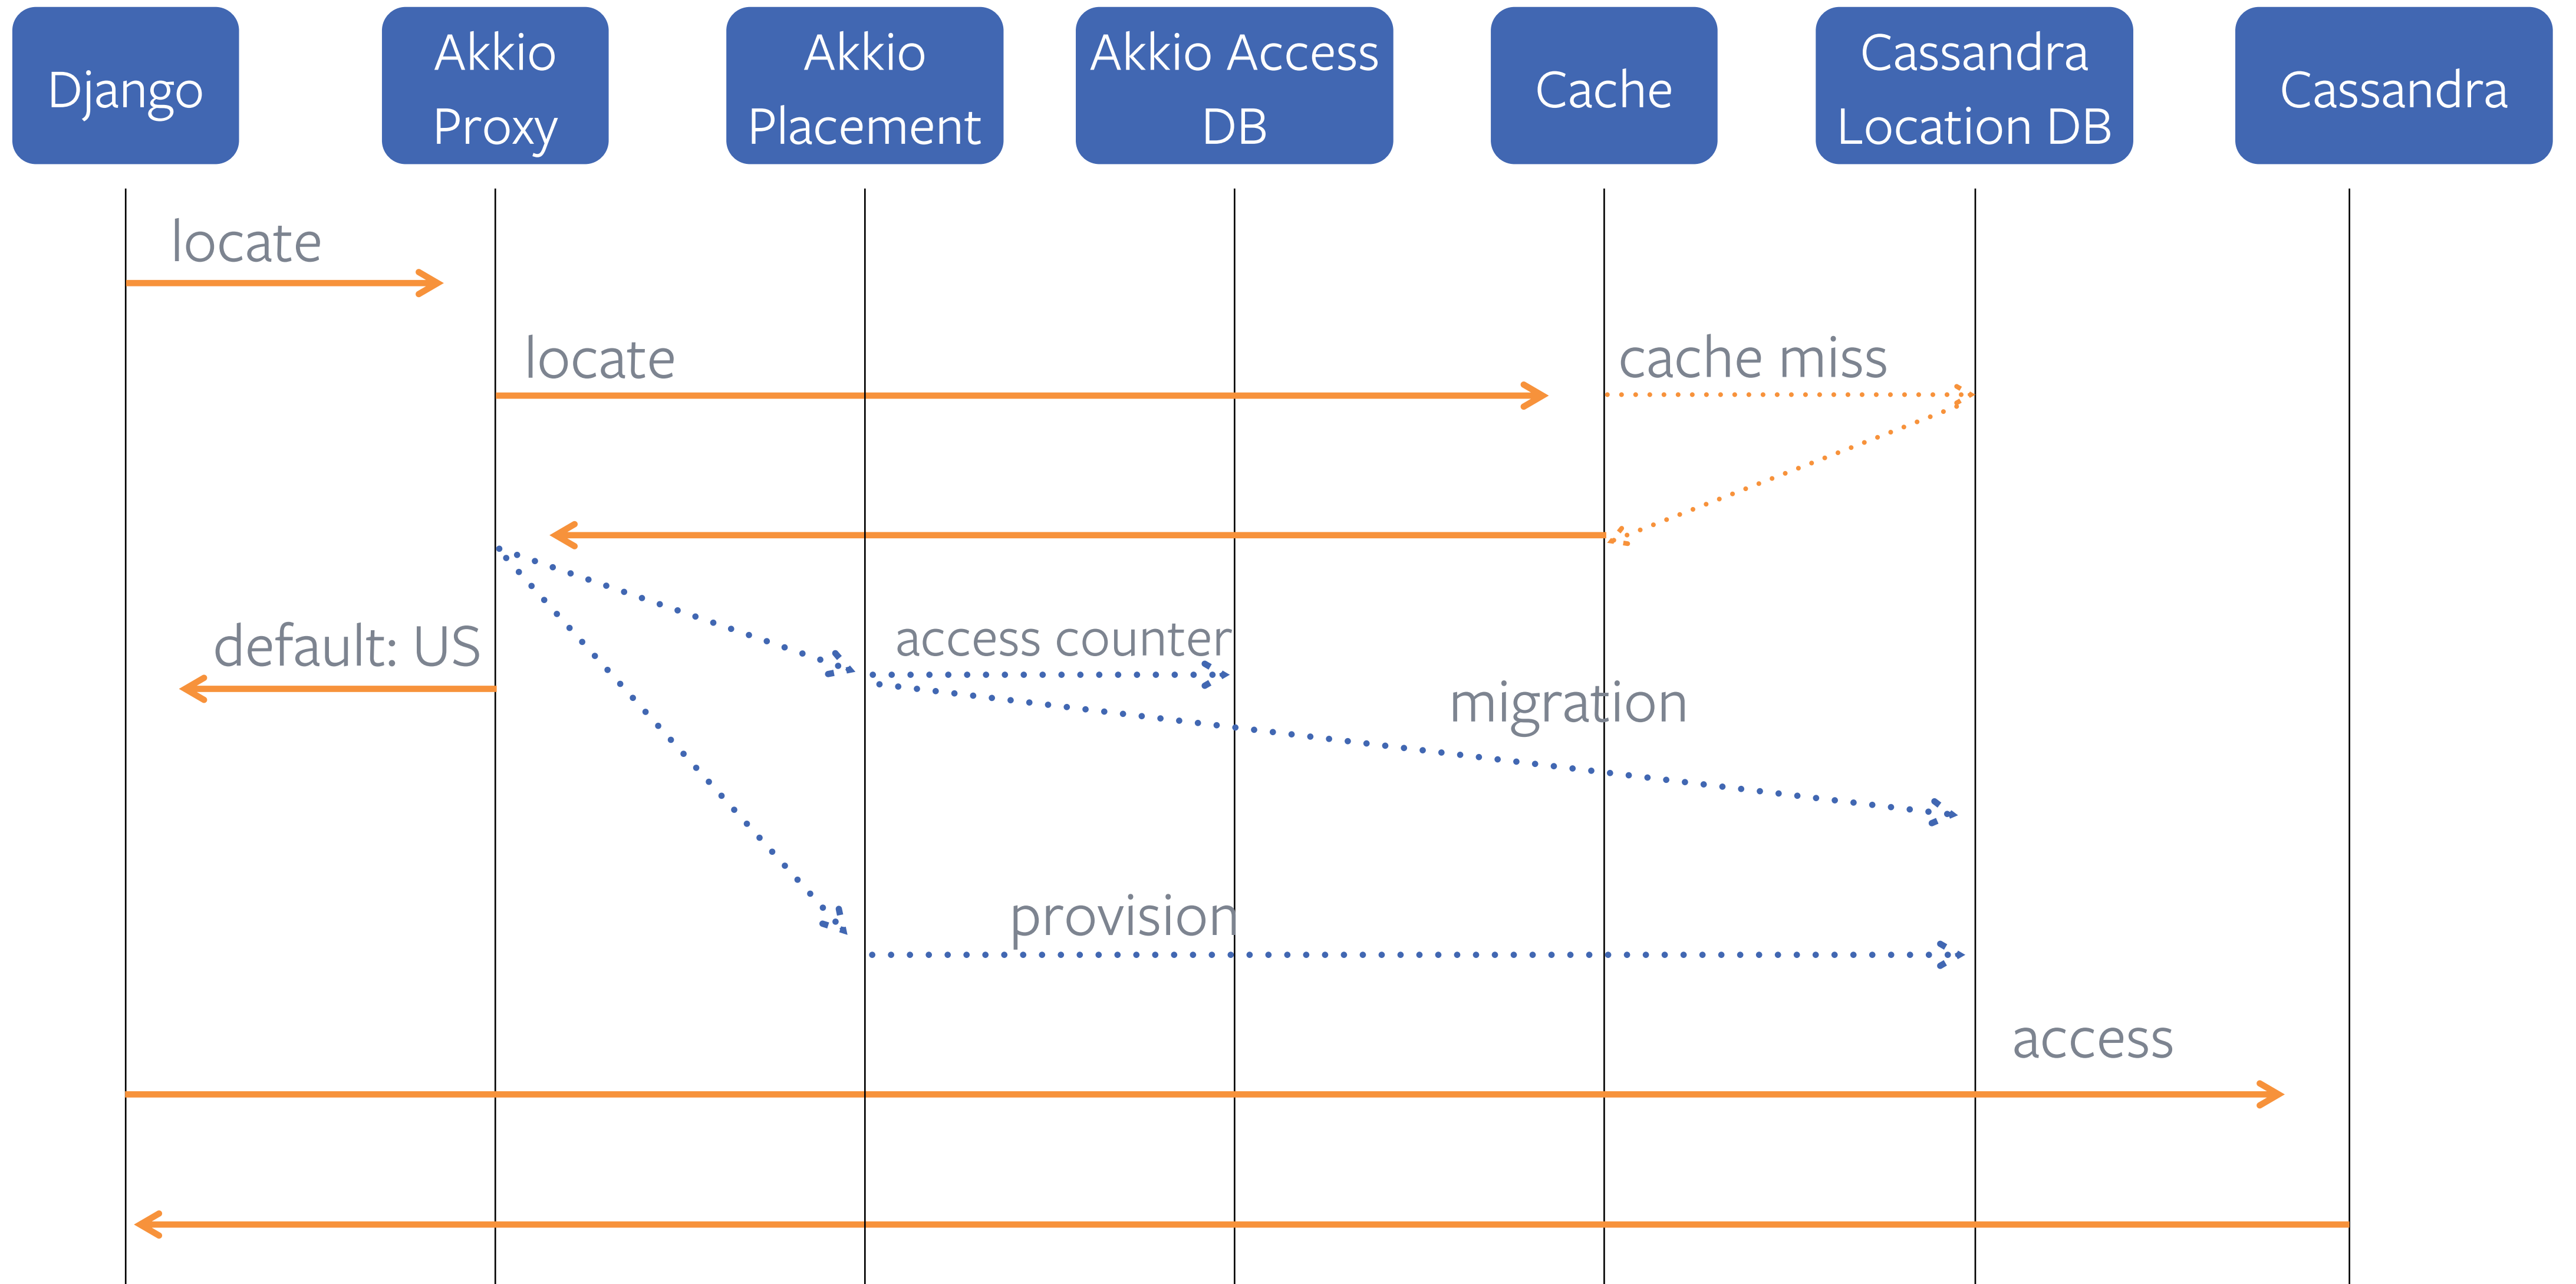 Django
Akkio
Proxy
Akkio
Placement
Akkio Access
DB
Cache
Cassandra
Location DB
Cassandra
locate
locate
cache miss
default: US
access counter
migration
provision
access